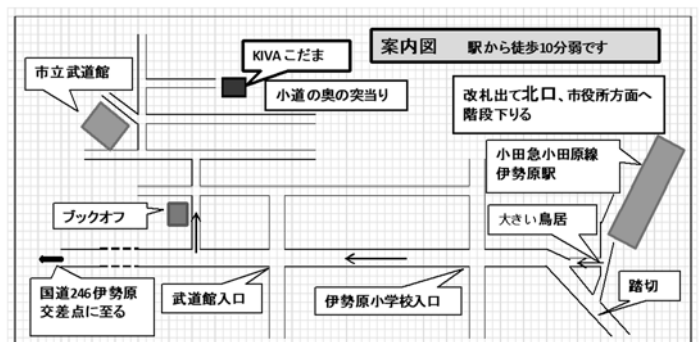 案内図 駅から徒歩10分弱です
KIVAこだま
市立武道館
小道の奥の突当り
改札出て北口、市役所方面へ
階段下りる
小田急小田原線
伊勢原駅
ブックオフ
大きい鳥居
国道246伊勢原
交差点に至る
武道館入口
伊勢原小学校入口
踏切